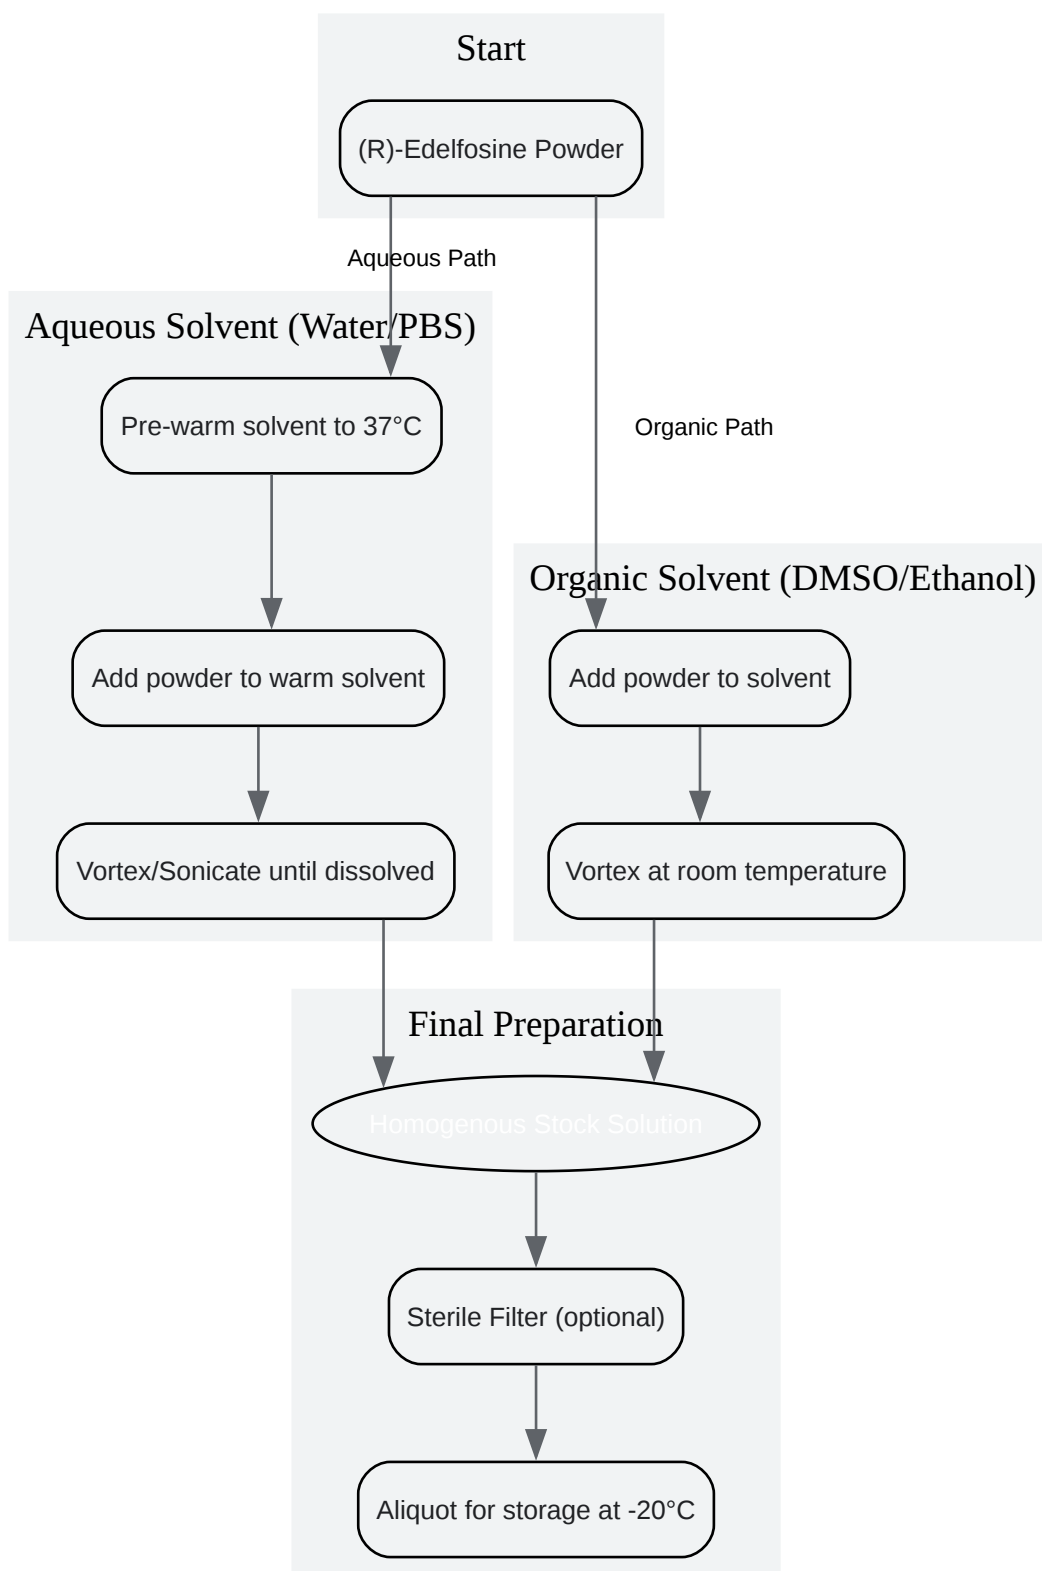 Start
(R)-Edelfosine Powder
Aqueous Path
Aqueous Solvent (Water/PBS)
Pre-warm solvent to 37°C
Organic Path
Organic Solvent (DMSO/Ethanol)
Add powder to warm solvent
Add powder to solvent
Vortex/Sonicate until dissolved
Vortex at room temperature
Final Preparation
Homogenous Stock Solution
Sterile Filter (optional)
Aliquot for storage at -20°C